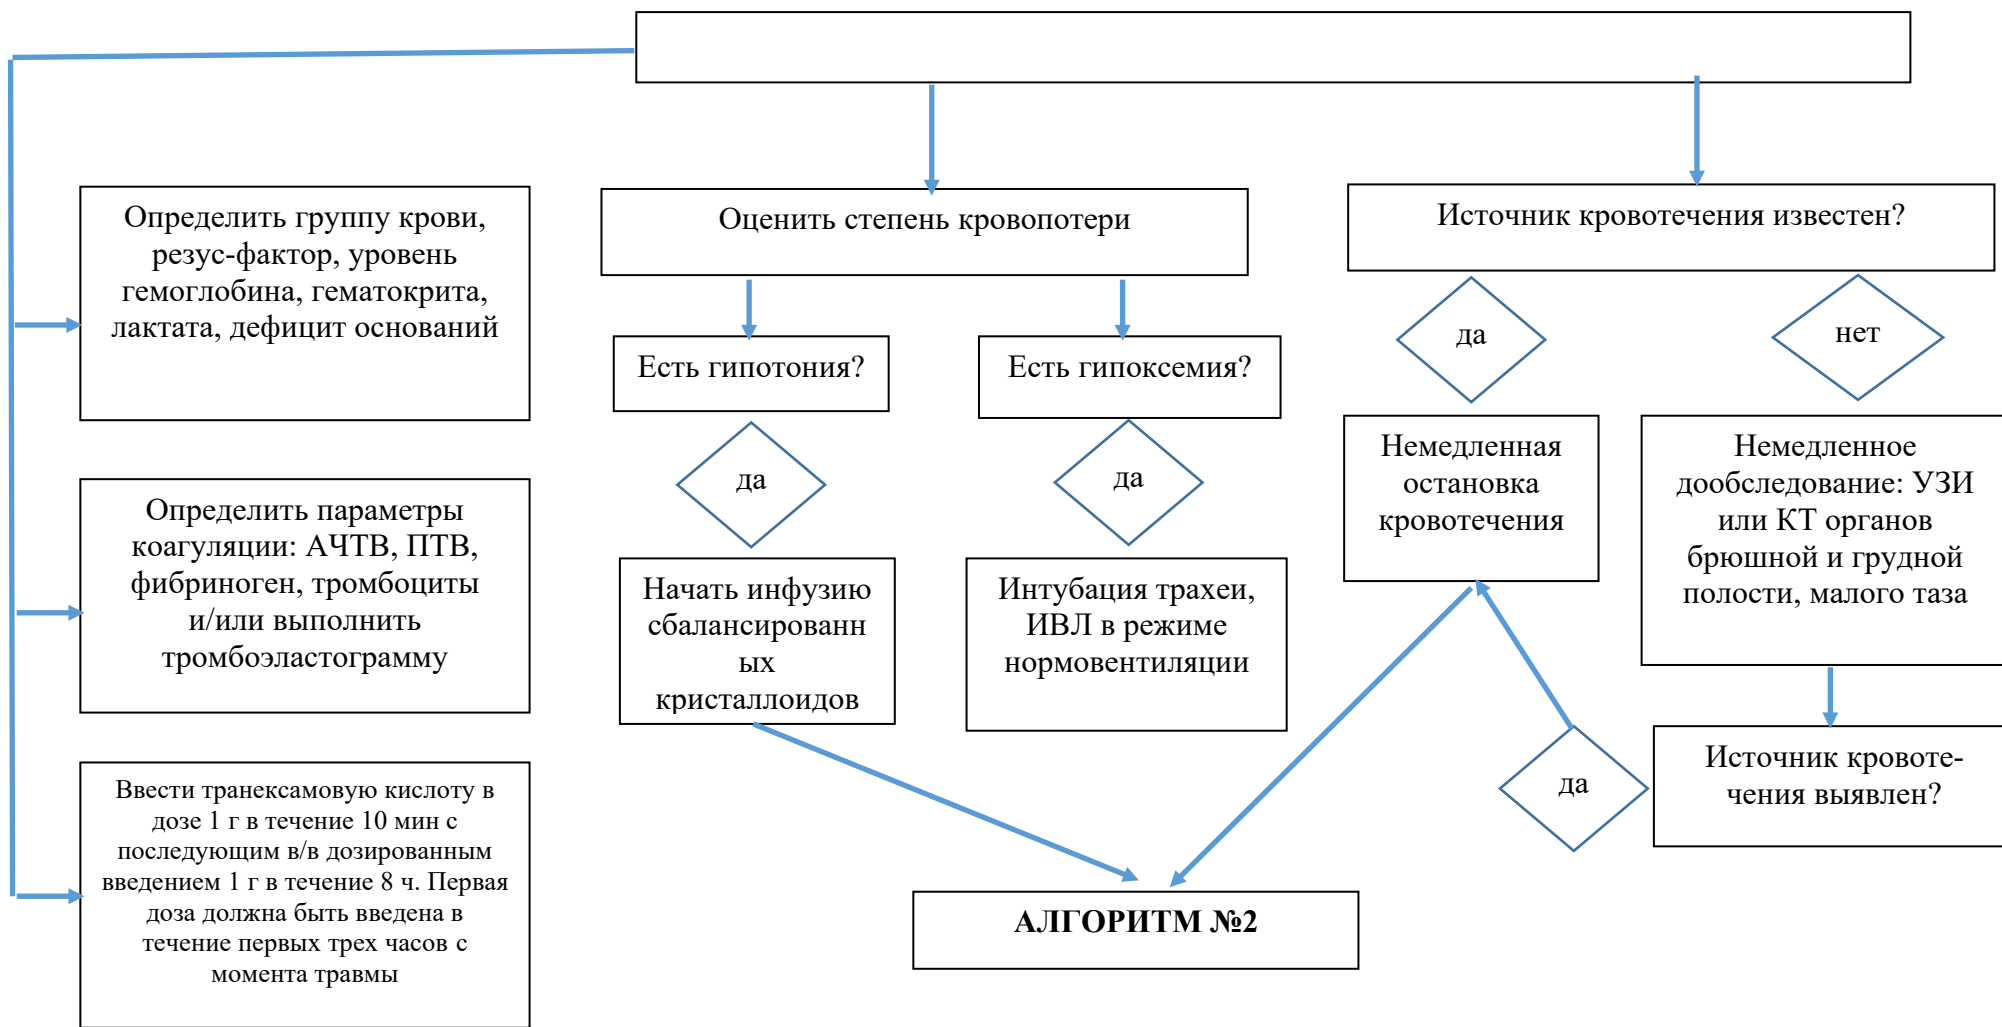 Определить группу крови,
резус-фактор, уровень
гемоглобина, гематокрита,
лактата, дефицит оснований
Оценить степень кровопотери
Источник кровотечения известен?
Есть гипотония?
Есть гипоксемия?
да
нет
да
да
Определить параметры
коагуляции: АЧТВ, ПТВ,
фибриноген, тромбоциты
и/или выполнить
тромбоэластограмму
Начать инфузию
сбалансированн
ых
кристаллоидов
Интубация трахеи,
ИВЛ в режиме
нормовентиляции
Немедленная
остановка
кровотечения
Немедленное
дообследование: УЗИ
или КТ органов
брюшной и грудной
полости, малого таза
Источник кровоте-
чения выявлен?
да
Ввести транексамовую кислоту в
дозе 1 г в течение 10 мин с
последующим в/в дозированным
введением 1 г в течение 8 ч. Первая
доза должна быть введена в
течение первых трех часов с
момента травмы
АЛГОРИТМ №2